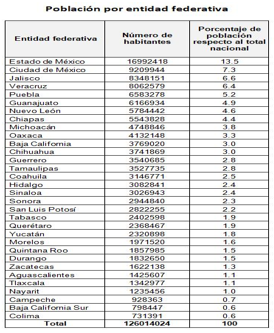 Población por entidad federativa
Entidad federativa Número de habitantes Porcentaje de población respecto al total nacional
Estado de México 16992418 13.5
Ciudad de México 9209944 7.3
Jalisco 8348151 6.6
Veracruz 8062579 6.4
Puebla 6583278 5.2
Guanajuato 6166934 4.9
Nuevo León 5784442 4.6
Chiapas 5543828 4.4
Michoacán 4748846 3.8
Oaxaca 4132148 3.3
Baja California 3769020 3.0
Chihuahua 3741869 3.0
Guerrero 3540685 2.8
Tamaulipas 3527735 2.8
Coahuila 3146771 2.5
Hidalgo 3082841 2.4
Sinaloa 3026943 2.4
Sonora 2944840 2.3
San Luis Potosí 2822255 2.2
Tabasco 2402598 1.9
Querétaro 2368467 1.9
Yucatán 2320898 1.8
Morelos 1971520 1.6
Quintana Roo 1857985 1.5
Durango 1832650 1.5
Zacatecas 1622138 1.3
Aguascalientes 1425607 1.1
Tlaxcala 1342977 1.1
Nayarit 1235456 1.0
Campeche 928363 0.7
Baja California Sur 798447 0.6
Colima 731391 0.6
Total 126014024 100